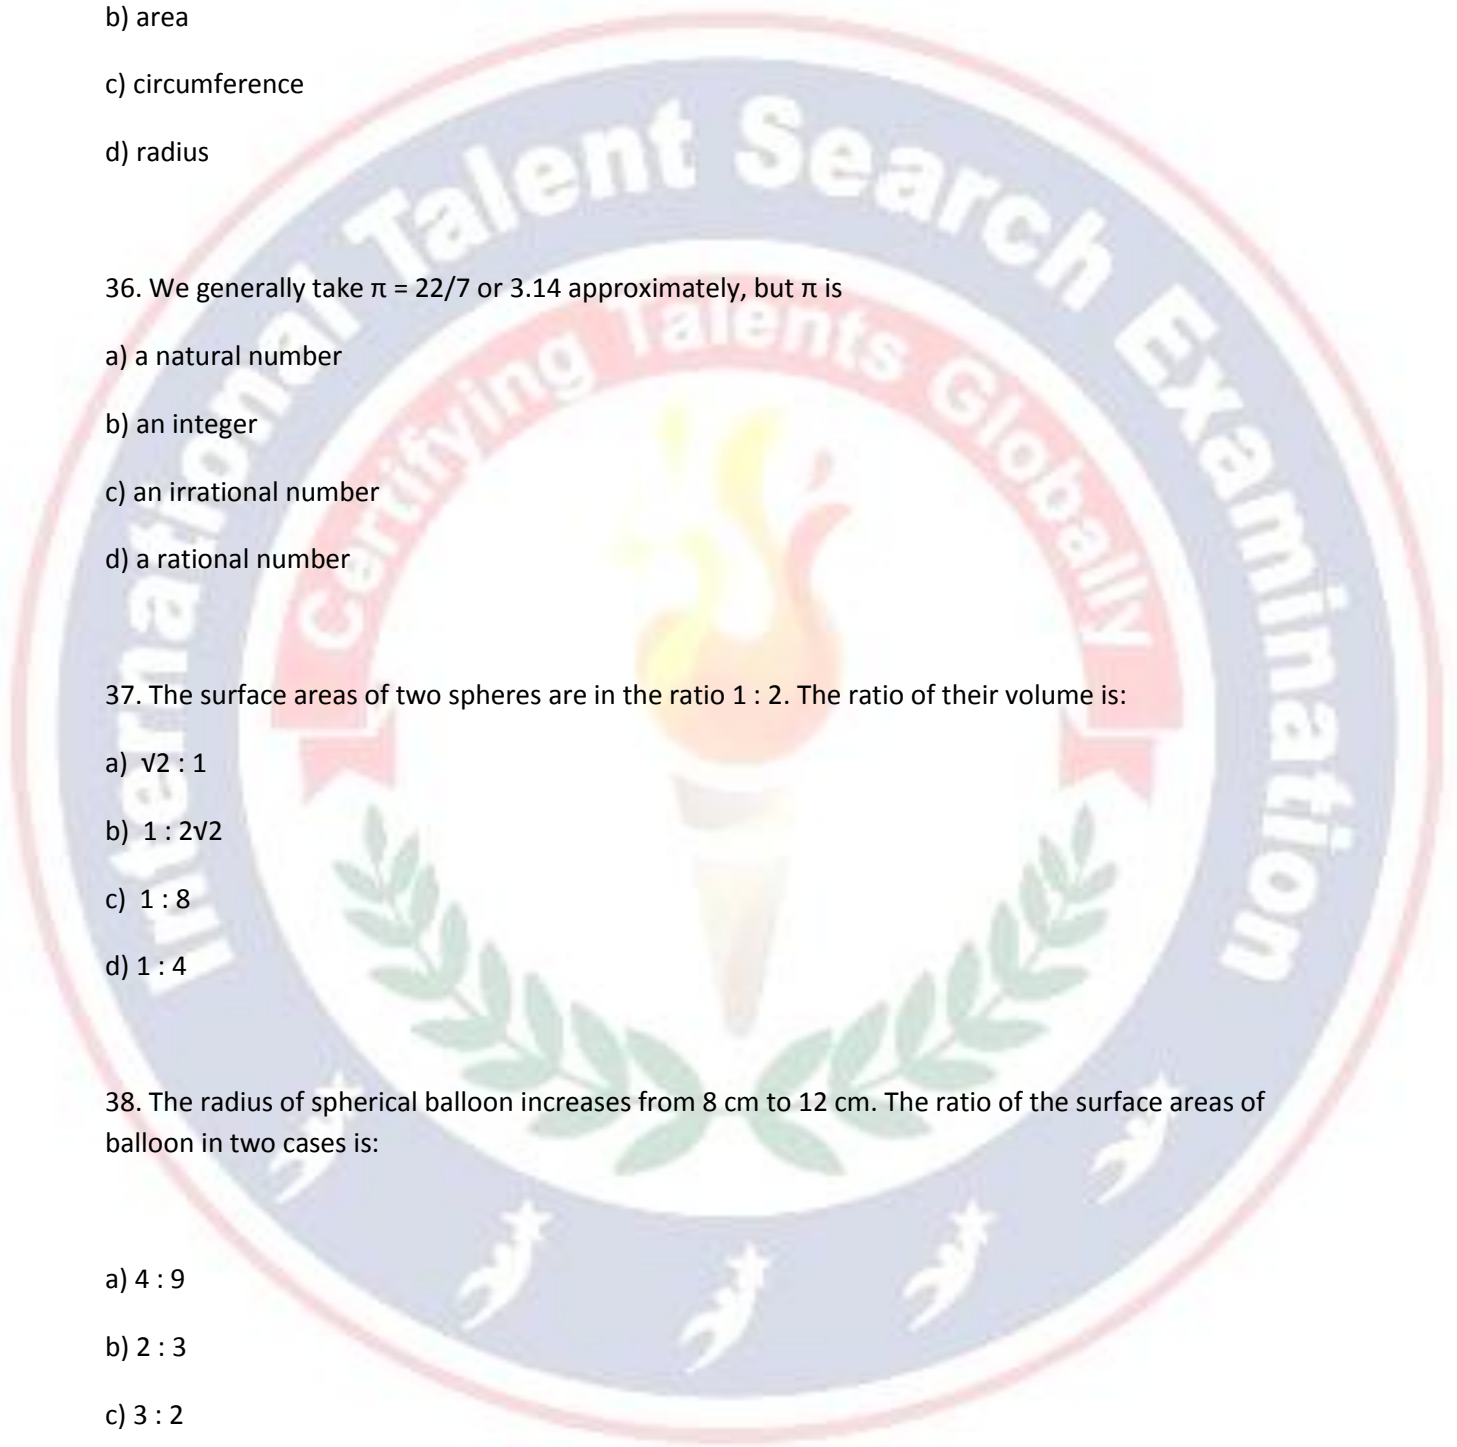 b) area
c) circumference
d) radius
36. We generally take π = 22/7 or 3.14 approximately, but π is
a) a natural number
b) an integer
c) an irrational number
d) a rational number
37. The surface areas of two spheres are in the ratio 1 : 2. The ratio of their volume is:
a) √2 : 1
b) 1 : 2√2
c) 1 : 8
d) 1 : 4
38. The radius of spherical balloon increases from 8 cm to 12 cm. The ratio of the surface areas of
balloon in two cases is:
a) 4 : 9
b) 2 : 3
c) 3 : 2
International Talent Search Examination
Certifying Talents Globally